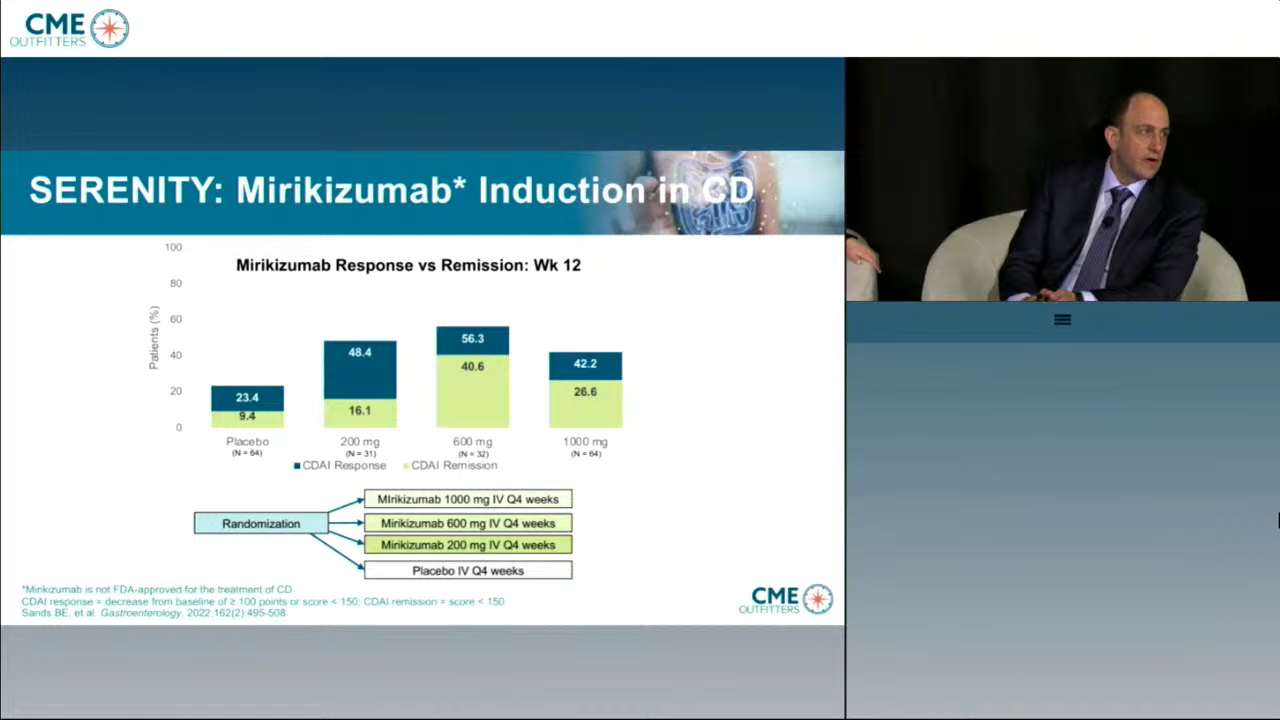 CME
OUTFITTERS
SERENITY: Mirikizumab* Induction in CD
Mirikizumab Response vs Remission: Wk 12
Patients (%)
100
80
60
40
20
0
23.4
9.4
48.4
16.1
56.3
40.6
42.2
26.6
Placebo
(N = 64)
200 mg
(N = 31)
600 mg
(N = 32)
1000 mg
(N = 64)
CDAI Response CDAI Remission
Randomization
MIrikizumab 1000 mg IV Q4 weeks
Mirikizumab 600 mg IV Q4 weeks
Mirikizumab 200 mg IV Q4 weeks
Placebo IV Q4 weeks
*Mirikizumab is not FDA-approved for the treatment of CD.
CDAI response = decrease from baseline of ≥ 100 points or score < 150; CDAI remission = score < 150
Sands BE, et al. Gastroenterology. 2022;162(2):495-508.
CME
OUTFITTERS